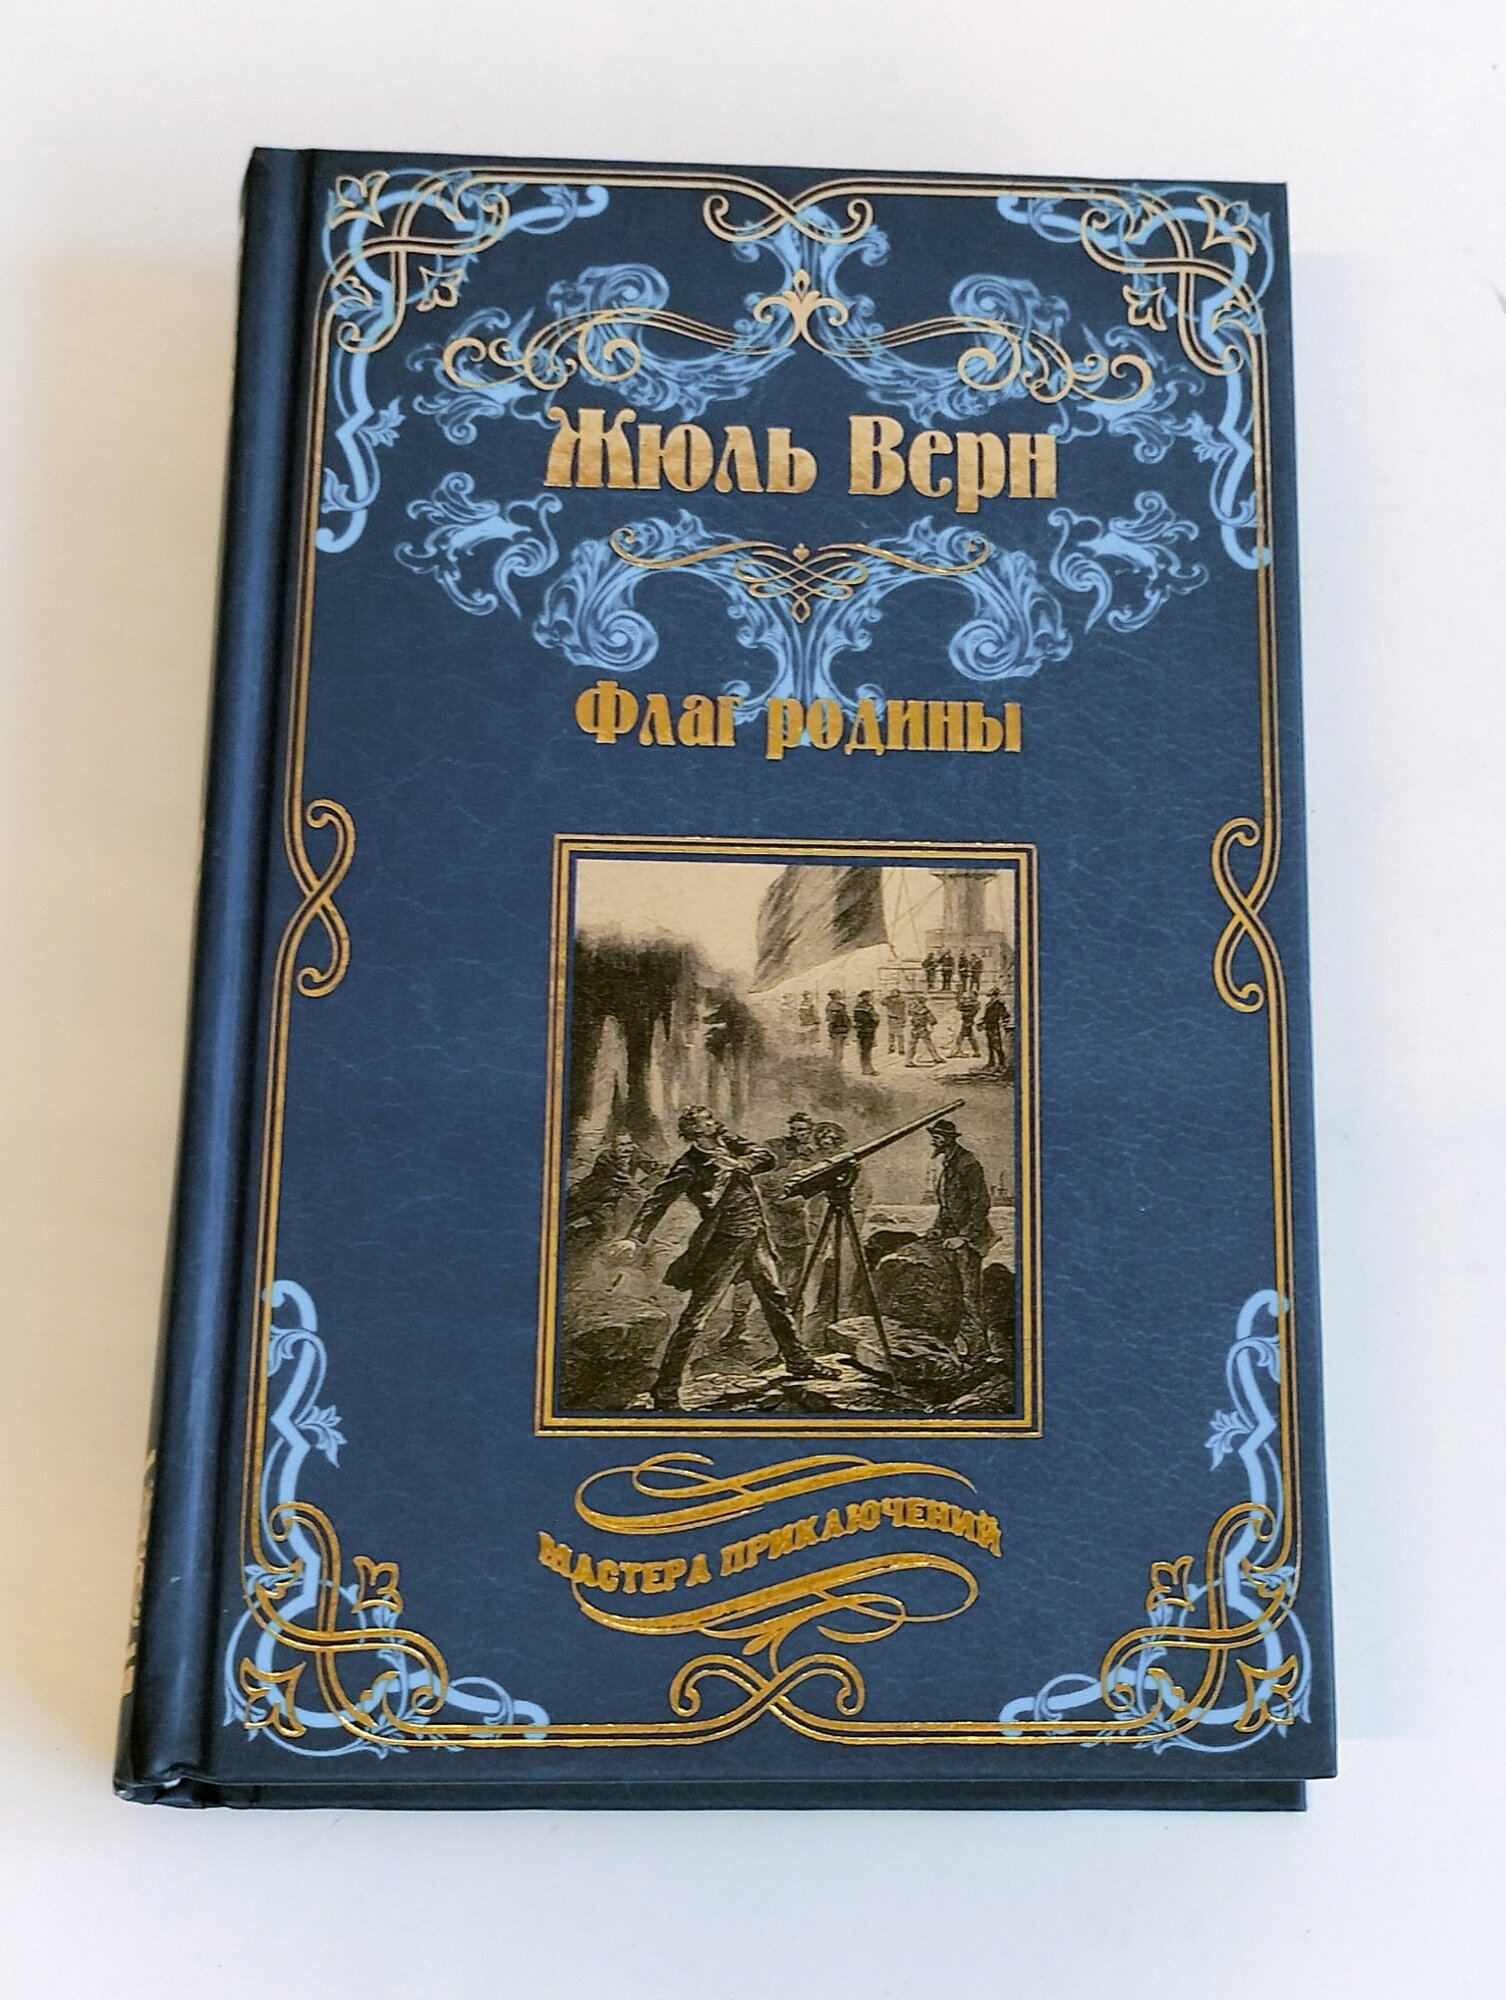 Жюль Верн
Флаг родины
МАСТЕРА ПРИКЛЮЧЕНИЙ